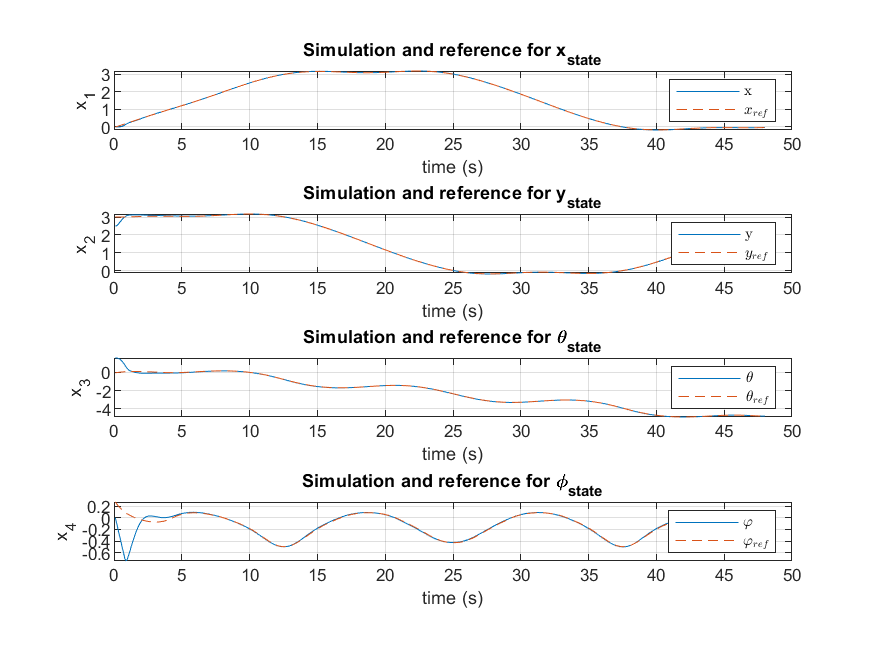 Simulation and reference for x_state
3
2
1
0
x_1
x
x_ref
0 5 10 15 20 25 30 35 40 45 50
time (s)
Simulation and reference for y_state
3
2
1
0
x_2
y
y_ref
0 5 10 15 20 25 30 35 40 45 50
time (s)
Simulation and reference for θ_state
0
-2
-4
x_3
θ
θ_ref
0 5 10 15 20 25 30 35 40 45 50
time (s)
Simulation and reference for ϕ_state
0.2
0
-0.2
-0.4
-0.6
x_4
φ
φ_ref
0 5 10 15 20 25 30 35 40 45 50
time (s)